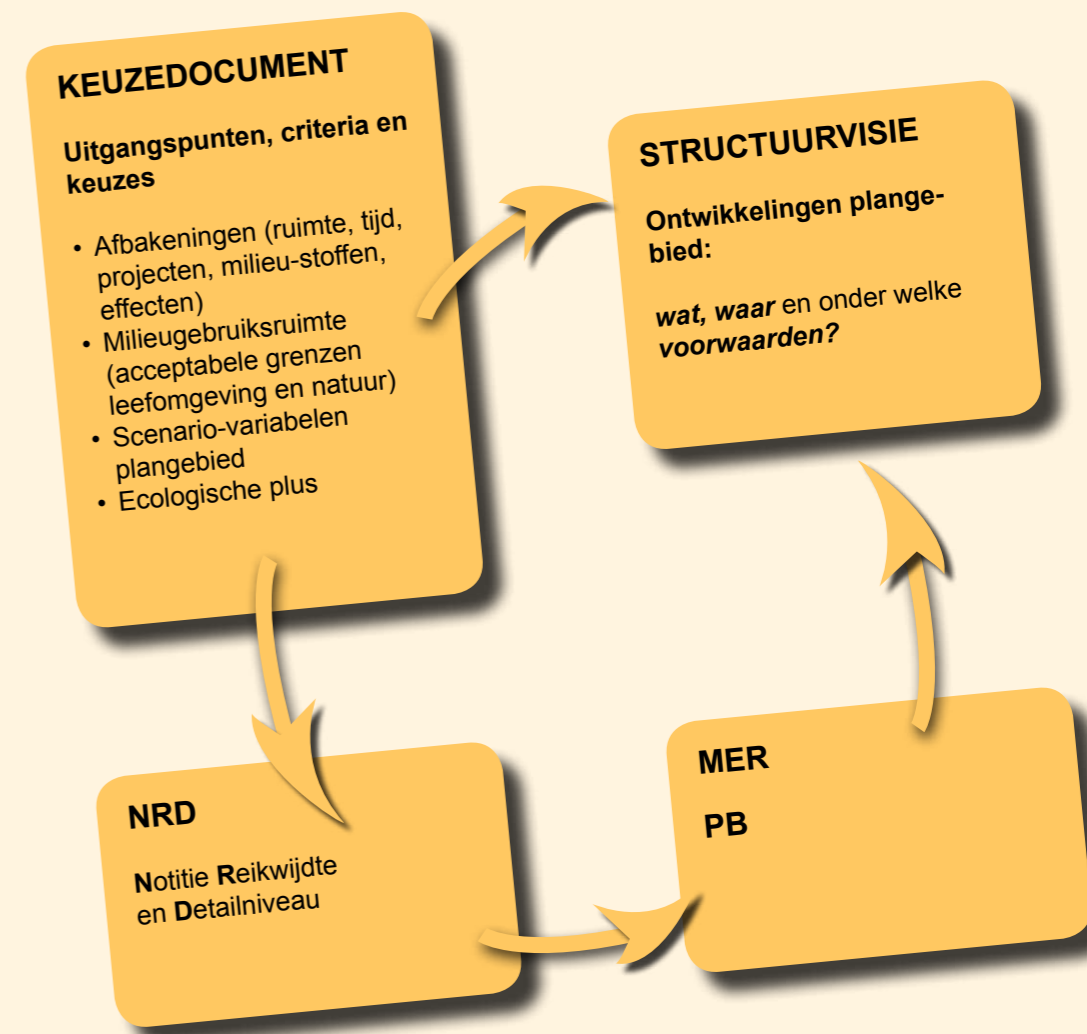 KEUZEDOCUMENT
Uitgangspunten, criteria en
keuzes
• Afbakeningen (ruimte, tijd,
projecten, milieu-stoffen,
effecten)
• Milieugebruiksruimte
(acceptabele grenzen
leefomgeving en natuur)
• Scenario-variabelen
plangebied
• Ecologische plus
STRUCTUURVISIE
Ontwikkelingen plange-
bied:
wat, waar en onder welke
voorwaarden?
NRD
Notitie Reikwijdte
en Detailniveau
MER
PB